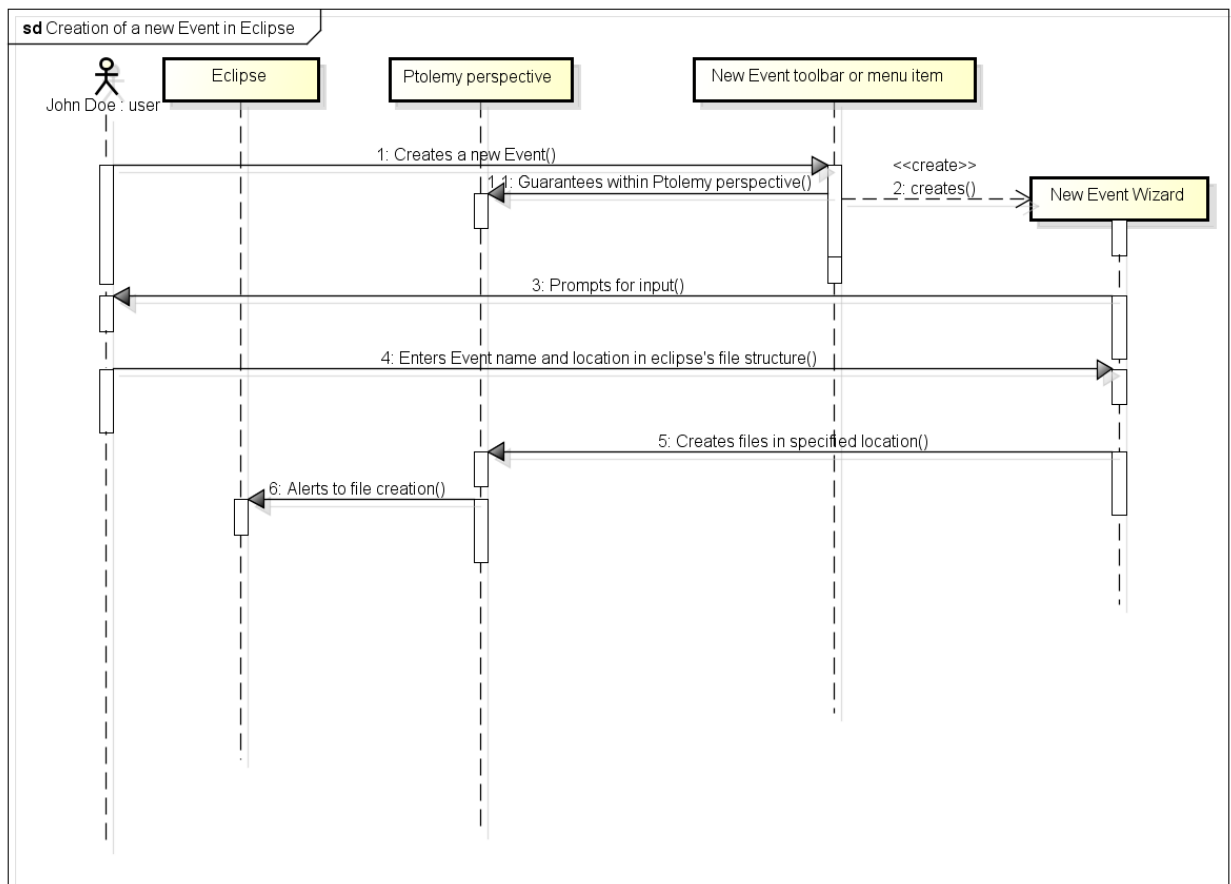 sd Creation of a new Event in Eclipse
John Doe : user
Eclipse
Ptolemy perspective
New Event toolbar or menu item
1: Creates a new Event()
<<create>>
1.1: Guarantees within Ptolemy perspective()
2: creates()
New Event Wizard
3: Prompts for input()
4: Enters Event name and location in eclipse's file structure()
5: Creates files in specified location()
6: Alerts to file creation()